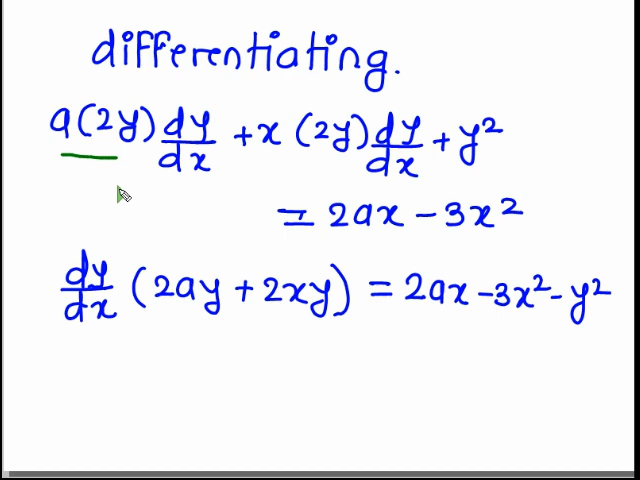 differentiating.
a(2y) dy/dx + x (2y) dy/dx + y²
= 2ax - 3x²
dy/dx (2ay + 2xy) = 2ax - 3x² - y²